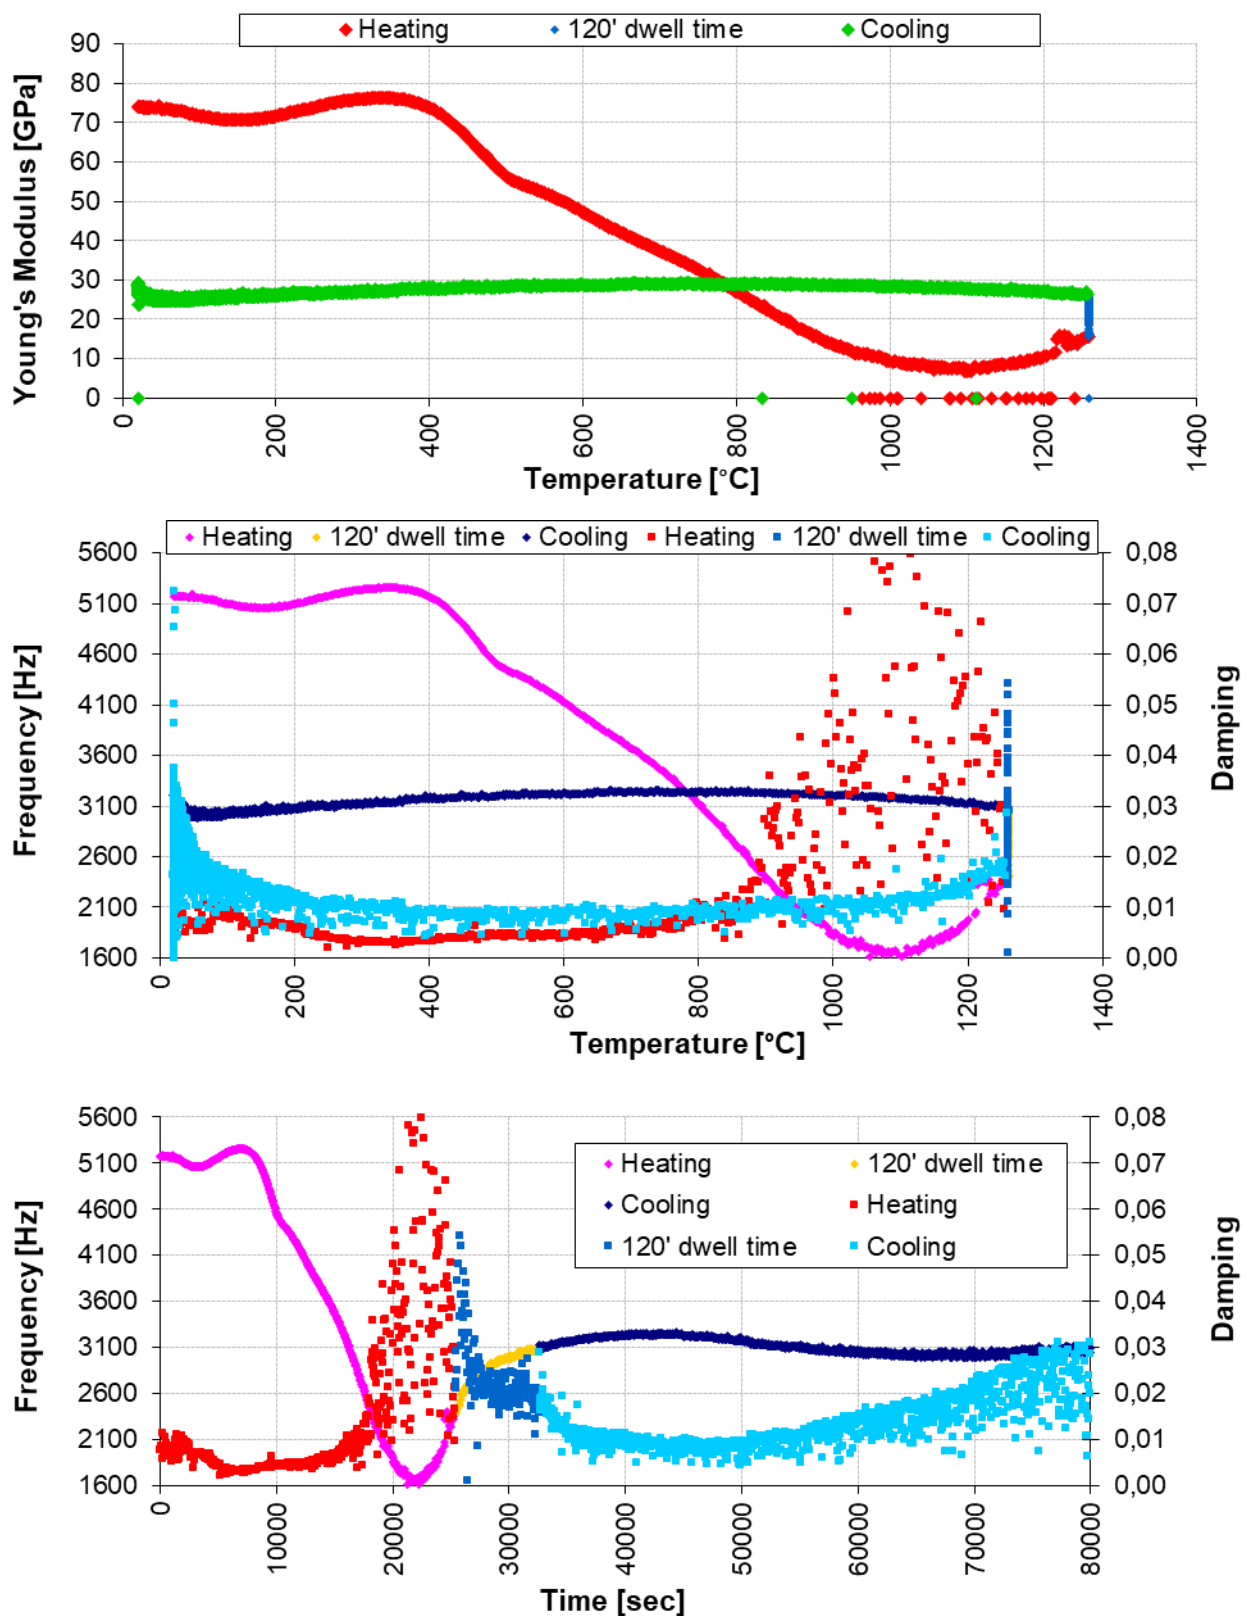 Heating 120' dwell time Cooling
Young's Modulus [GPa]
90
80
70
60
50
40
30
20
10
0
0 200 400 600 800 1000 1200 1400
Temperature [°C]
Heating 120' dwell time Cooling Heating 120' dwell time Cooling
Frequency [Hz]
5600
5100
4600
4100
3600
3100
2600
2100
1600
0,08
0,07
0,06
0,05
0,04
0,03
0,02
0,01
0,00
Damping
0 200 400 600 800 1000 1200 1400
Temperature [°C]
Frequency [Hz]
5600
5100
4600
4100
3600
3100
2600
2100
1600
Heating 120' dwell time
Cooling Heating
120' dwell time Cooling
0,08
0,07
0,06
0,05
0,04
0,03
0,02
0,01
0,00
Damping
0 10000 20000 30000 40000 50000 60000 70000 80000
Time [sec]